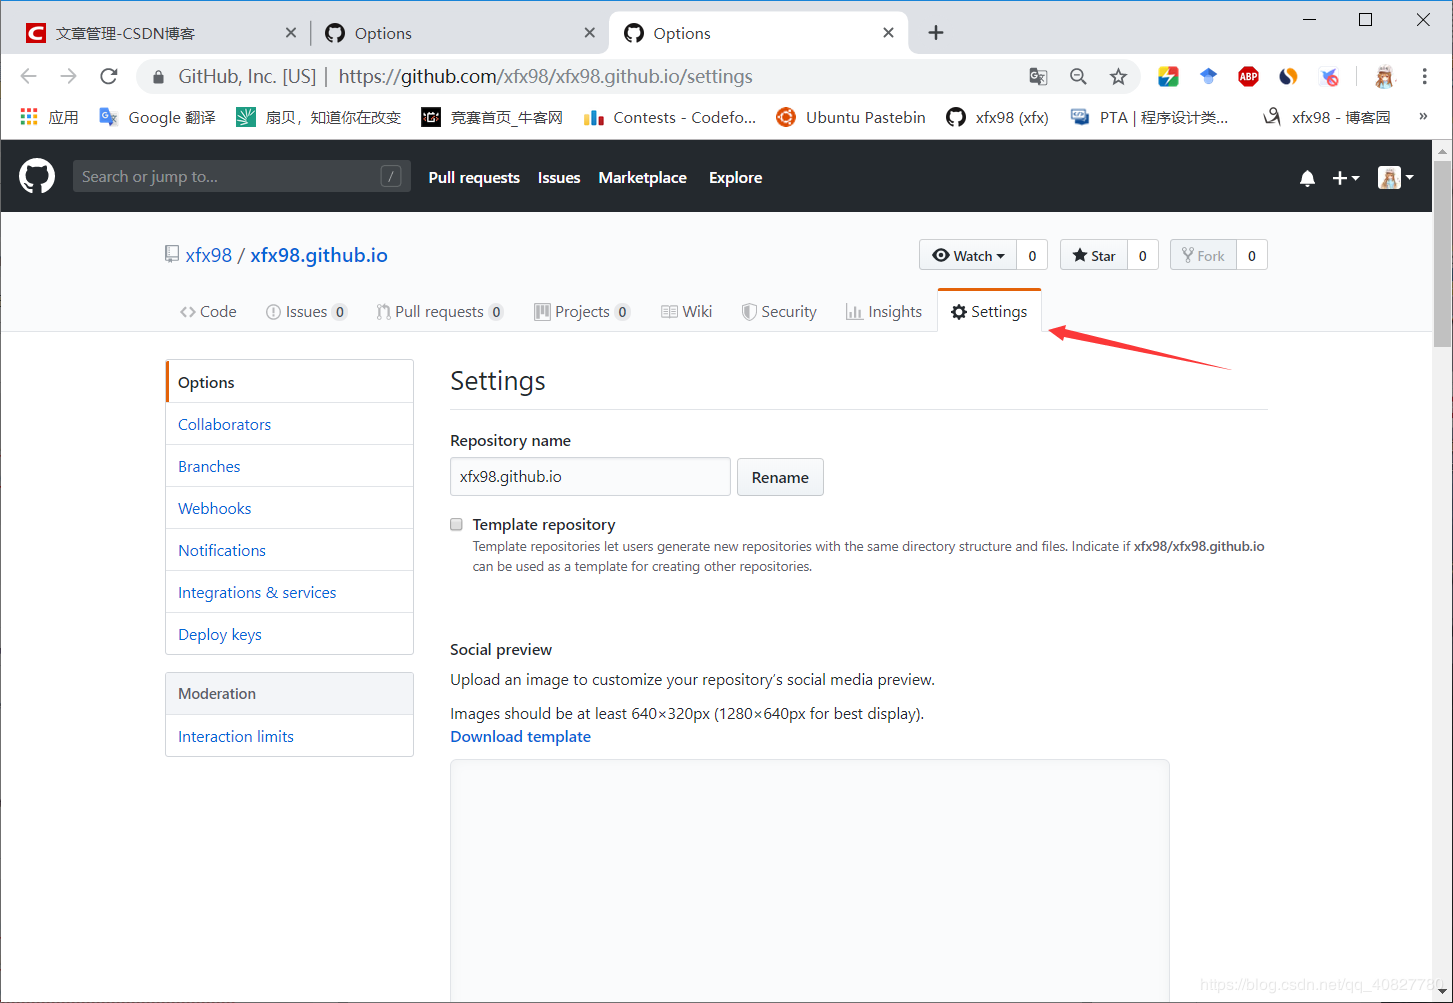 文章管理-CSDN博客
Options
Options
GitHub, Inc. [US] | https://github.com/xfx98/xfx98.github.io/settings
ABP
应用 Google 翻译 扇贝，知道你在改变 竞赛首页_牛客网 Contests - Codefo... Ubuntu Pastebin xfx98 (xfx) PTA | 程序设计类... xfx98 - 博客园 »
Search or jump to... / Pull requests Issues Marketplace Explore
xfx98 / xfx98.github.io Watch 0 Star 0 Fork 0
Code Issues 0 Pull requests 0 Projects 0 Wiki Security Insights Settings
Options
Collaborators
Branches
Webhooks
Notifications
Integrations & services
Deploy keys
Moderation
Interaction limits
Settings
Repository name
xfx98.github.io Rename
Template repository
Template repositories let users generate new repositories with the same directory structure and files. Indicate if xfx98/xfx98.github.io
can be used as a template for creating other repositories.
Social preview
Upload an image to customize your repository's social media preview.
Images should be at least 640×320px (1280×640px for best display).
Download template
https://blog.csdn.net/qq_40827780